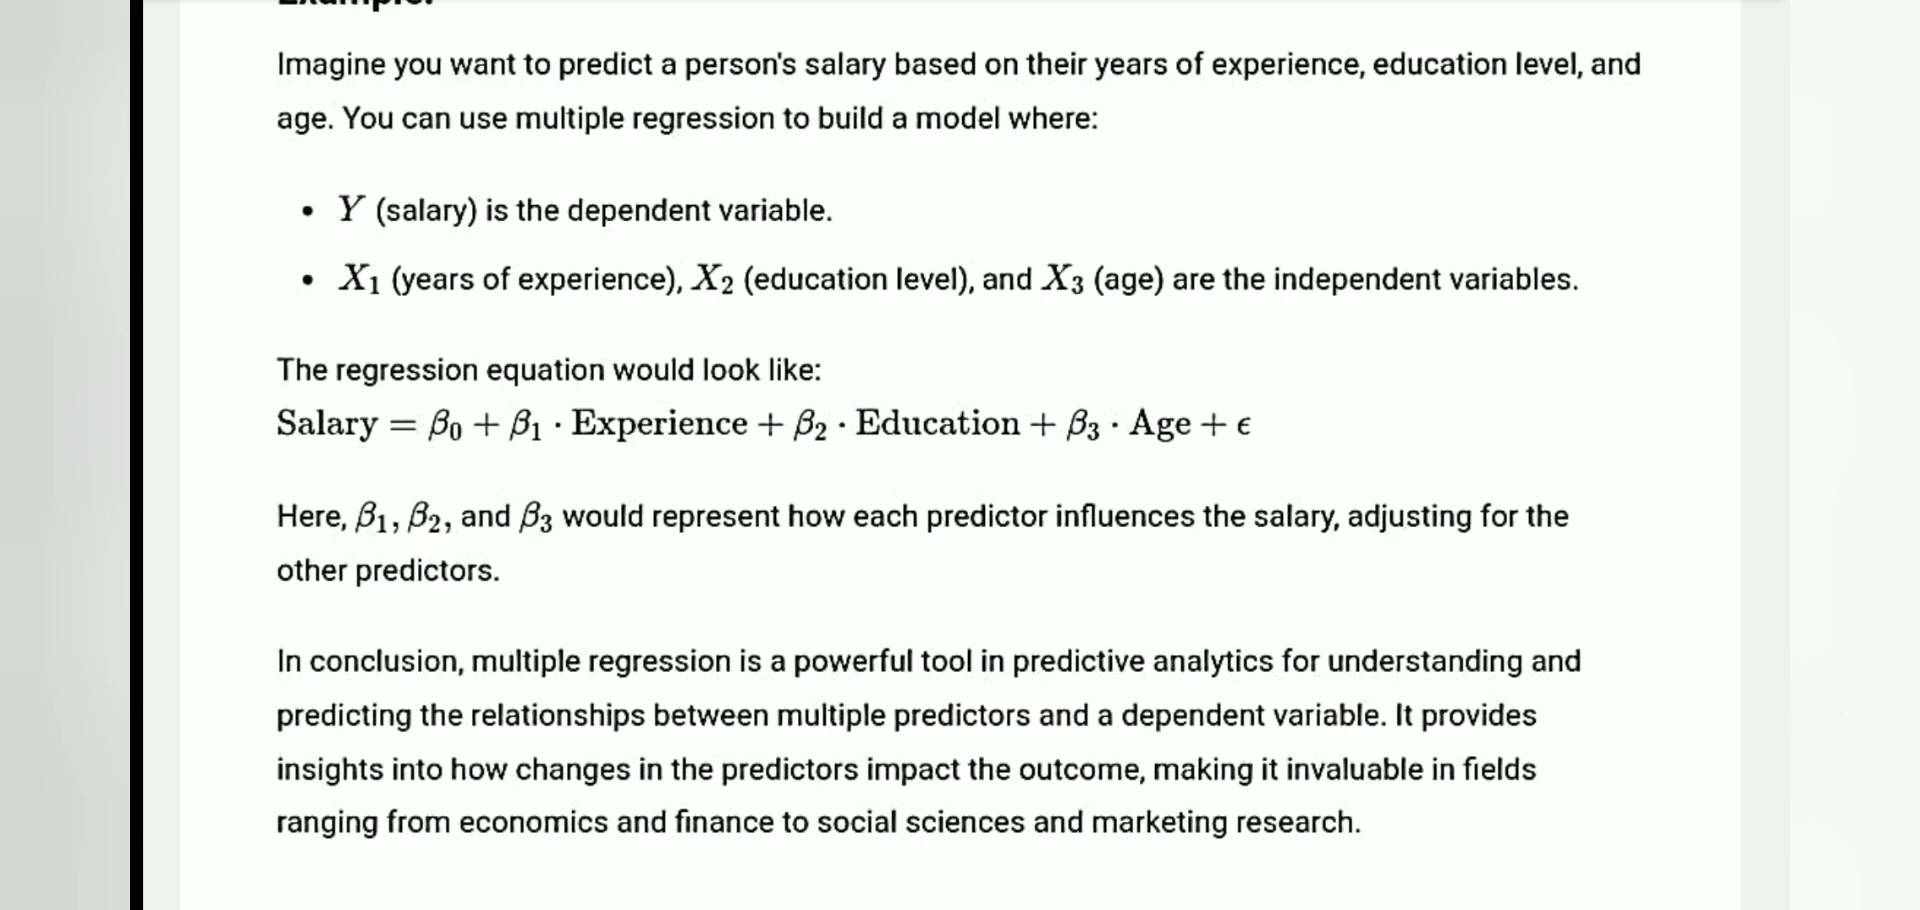 Example:
Imagine you want to predict a person's salary based on their years of experience, education level, and
age. You can use multiple regression to build a model where:
• Y (salary) is the dependent variable.
• X₁ (years of experience), X₂ (education level), and X₃ (age) are the independent variables.
The regression equation would look like:
Salary = β₀ + β₁ · Experience + β₂ · Education + β₃ · Age + ϵ
Here, β₁, β₂, and β₃ would represent how each predictor influences the salary, adjusting for the
other predictors.
In conclusion, multiple regression is a powerful tool in predictive analytics for understanding and
predicting the relationships between multiple predictors and a dependent variable. It provides
insights into how changes in the predictors impact the outcome, making it invaluable in fields
ranging from economics and finance to social sciences and marketing research.